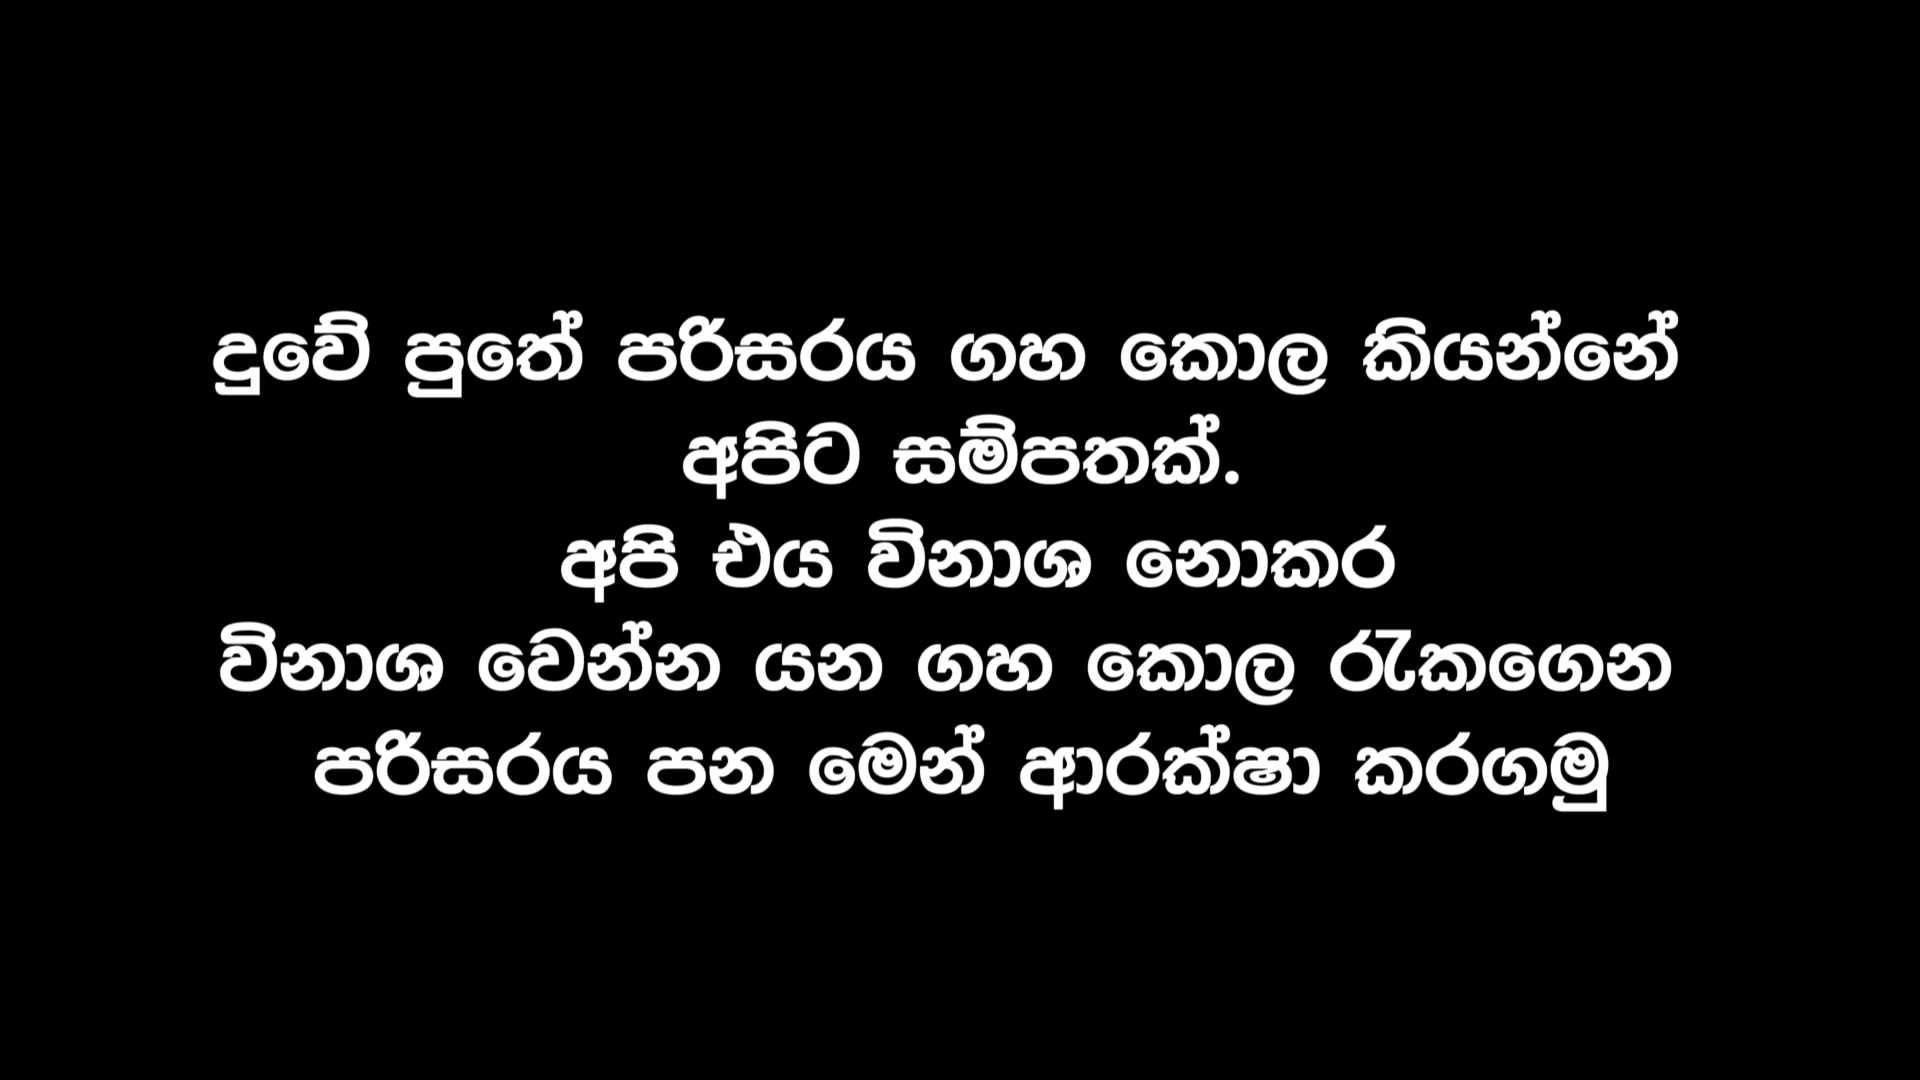 දුවේ පුතේ පරිසරය ගහ කොල කියන්නේ
අපිට සම්පතක්.
අපි එය විනාශ නොකර
විනාශ වෙන්න යන ගහ කොල රැකගෙන
පරිසරය පන මෙන් ආරක්ෂා කරගමු